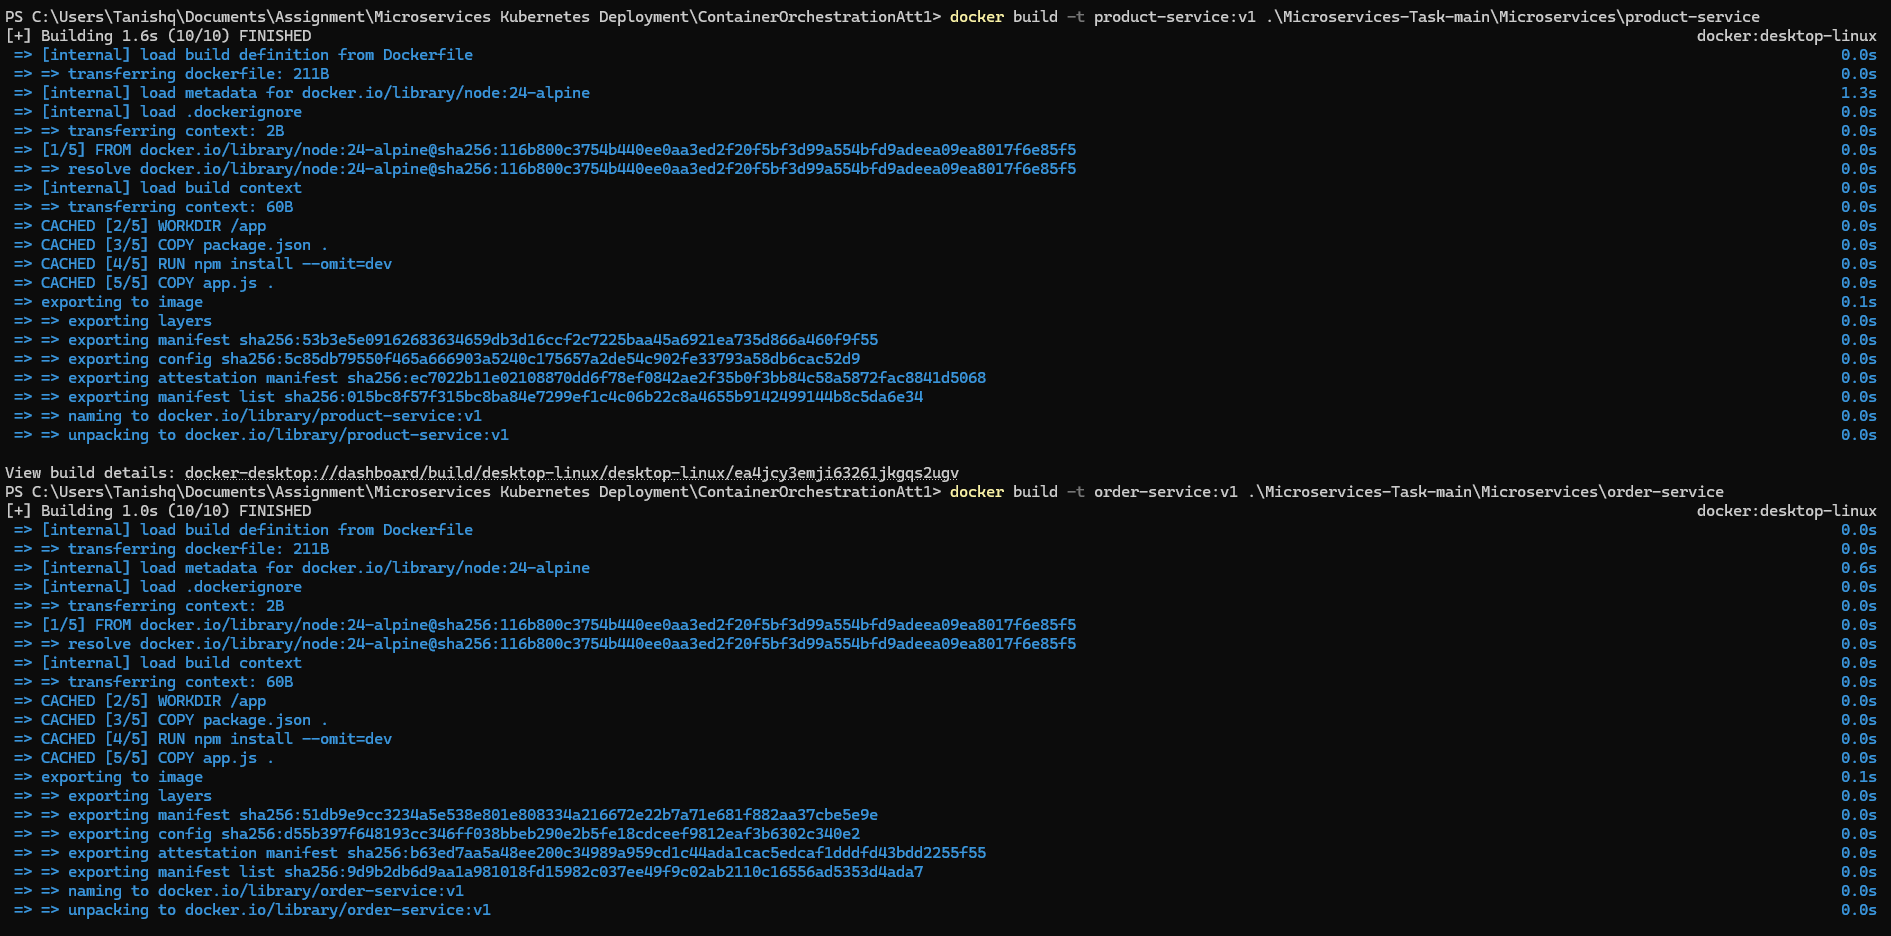 PS C:\Users\Tanishq\Documents\Assignment\Microservices Kubernetes Deployment\ContainerOrchestrationAtt1> docker build -t product-service:v1 .\Microservices-Task-main\Microservices\product-service
[+] Building 1.6s (10/10) FINISHED docker:desktop-linux
=> [internal] load build definition from Dockerfile 0.0s
=> => transferring dockerfile: 211B 0.0s
=> [internal] load metadata for docker.io/library/node:24-alpine 1.3s
=> [internal] load .dockerignore 0.0s
=> => transferring context: 2B 0.0s
=> [1/5] FROM docker.io/library/node:24-alpine@sha256:116b800c3754b440ee0aa3ed2f20f5bf3d99a554bfd9adeea09ea8017f6e85f5 0.0s
=> => resolve docker.io/library/node:24-alpine@sha256:116b800c3754b440ee0aa3ed2f20f5bf3d99a554bfd9adeea09ea8017f6e85f5 0.0s
=> [internal] load build context 0.0s
=> => transferring context: 60B 0.0s
=> CACHED [2/5] WORKDIR /app 0.0s
=> CACHED [3/5] COPY package.json . 0.0s
=> CACHED [4/5] RUN npm install --omit=dev 0.0s
=> CACHED [5/5] COPY app.js . 0.0s
=> exporting to image 0.1s
=> => exporting layers 0.0s
=> => exporting manifest sha256:53b3e5e09162683634659db3d16ccf2c7225baa45a6921ea735d866a460f9f55 0.0s
=> => exporting config sha256:5c85db79550f465a666903a5240c175657a2de54c902fe33793a58db6cac52d9 0.0s
=> => exporting attestation manifest sha256:ec7022b11e02108870dd6f78ef0842ae2f35b0f3bb84c58a5872fac8841d5068 0.0s
=> => exporting manifest list sha256:015bc8f57f315bc8ba84e7299ef1c4c06b22c8a4655b9142499144b8c5da6e34 0.0s
=> => naming to docker.io/library/product-service:v1 0.0s
=> => unpacking to docker.io/library/product-service:v1 0.0s
View build details: docker-desktop://dashboard/build/desktop-linux/desktop-linux/ea4jcy3emji63261jkgqs2ugv
PS C:\Users\Tanishq\Documents\Assignment\Microservices Kubernetes Deployment\ContainerOrchestrationAtt1> docker build -t order-service:v1 .\Microservices-Task-main\Microservices\order-service
[+] Building 1.0s (10/10) FINISHED docker:desktop-linux
=> [internal] load build definition from Dockerfile 0.0s
=> => transferring dockerfile: 211B 0.0s
=> [internal] load metadata for docker.io/library/node:24-alpine 0.6s
=> [internal] load .dockerignore 0.0s
=> => transferring context: 2B 0.0s
=> [1/5] FROM docker.io/library/node:24-alpine@sha256:116b800c3754b440ee0aa3ed2f20f5bf3d99a554bfd9adeea09ea8017f6e85f5 0.0s
=> => resolve docker.io/library/node:24-alpine@sha256:116b800c3754b440ee0aa3ed2f20f5bf3d99a554bfd9adeea09ea8017f6e85f5 0.0s
=> [internal] load build context 0.0s
=> => transferring context: 60B 0.0s
=> CACHED [2/5] WORKDIR /app 0.0s
=> CACHED [3/5] COPY package.json . 0.0s
=> CACHED [4/5] RUN npm install --omit=dev 0.0s
=> CACHED [5/5] COPY app.js . 0.0s
=> exporting to image 0.1s
=> => exporting layers 0.0s
=> => exporting manifest sha256:51db9e9cc3234a5e538e801e808334a216672e22b7a71e681f882aa37cbe5e9e 0.0s
=> => exporting config sha256:d55b397f648193cc346ff038bbeb290e2b5fe18cdceef9812eaf3b6302c340e2 0.0s
=> => exporting attestation manifest sha256:b63ed7aa5a48ee200c34989a959cd1c44ada1cac5edcaf1dddfd43bdd2255f55 0.0s
=> => exporting manifest list sha256:9d9b2db6d9aa1a981018fd15982c037ee49f9c02ab2110c16556ad5353d4ada7 0.0s
=> => naming to docker.io/library/order-service:v1 0.0s
=> => unpacking to docker.io/library/order-service:v1 0.0s